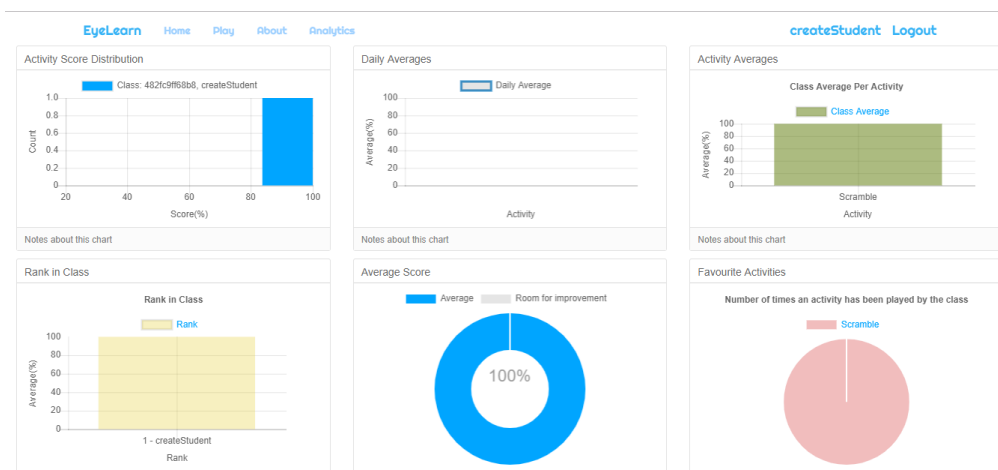 EyeLearn Home Play About Analytics createStudent Logout
Activity Score Distribution
Class: 482fc9ff68b8, createStudent
1.0
0.8
0.6
0.4
0.2
0
Count
20 40 60 80 100
Score(%)
Notes about this chart
Daily Averages
Daily Average
100
80
60
40
20
0
Average(%)
Activity
Notes about this chart
Activity Averages
Class Average Per Activity
Class Average
100
80
60
40
20
0
Average(%)
Scramble
Activity
Notes about this chart
Rank in Class
Rank in Class
Rank
100
80
60
40
20
0
Average(%)
1 - createStudent
Rank
Average Score
Average Room for improvement
100%
Favourite Activities
Number of times an activity has been played by the class
Scramble